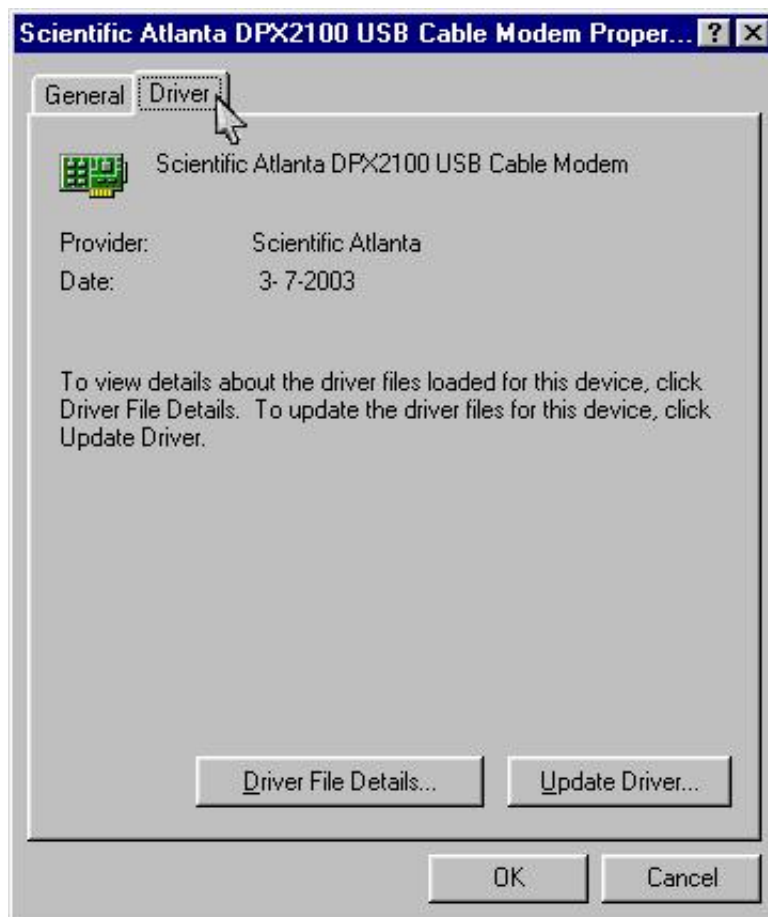 Scientific Atlanta DPX2100 USB Cable Modem Proper... ? X
General Driver
Scientific Atlanta DPX2100 USB Cable Modem
Provider: Scientific Atlanta
Date: 3- 7-2003
To view details about the driver files loaded for this device, click
Driver File Details. To update the driver files for this device, click
Update Driver.
Driver File Details... Update Driver...
OK Cancel